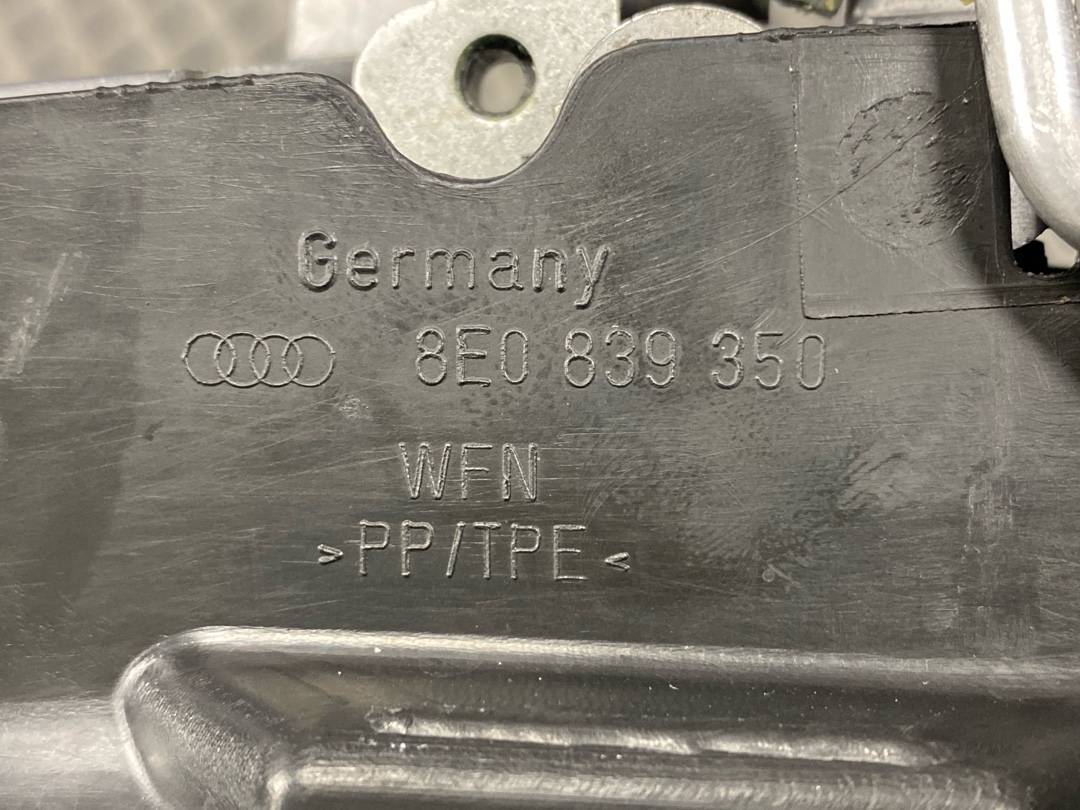 Germany
8E0 839 350
WFN
>PP/TPE<